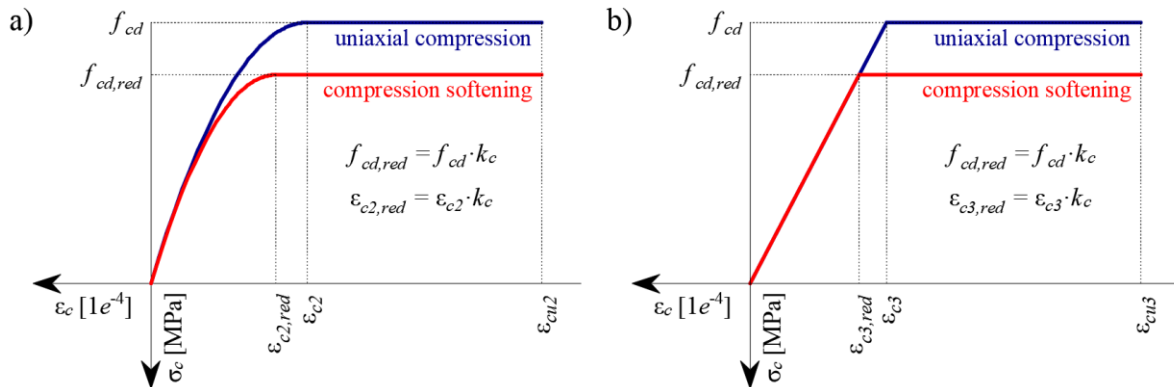 a)
f_cd
uniaxial compression
f_cd,red
compression softening
f_cd,red = f_cd·k_c
ε_c2,red = ε_c2·k_c
ε_c [1e^-4]
σ_c [MPa]
ε_c2,red
ε_c2
ε_cu2
b)
f_cd
uniaxial compression
f_cd,red
compression softening
f_cd,red = f_cd·k_c
ε_c3,red = ε_c3·k_c
ε_c [1e^-4]
σ_c [MPa]
ε_c3,red
ε_c3
ε_cu3